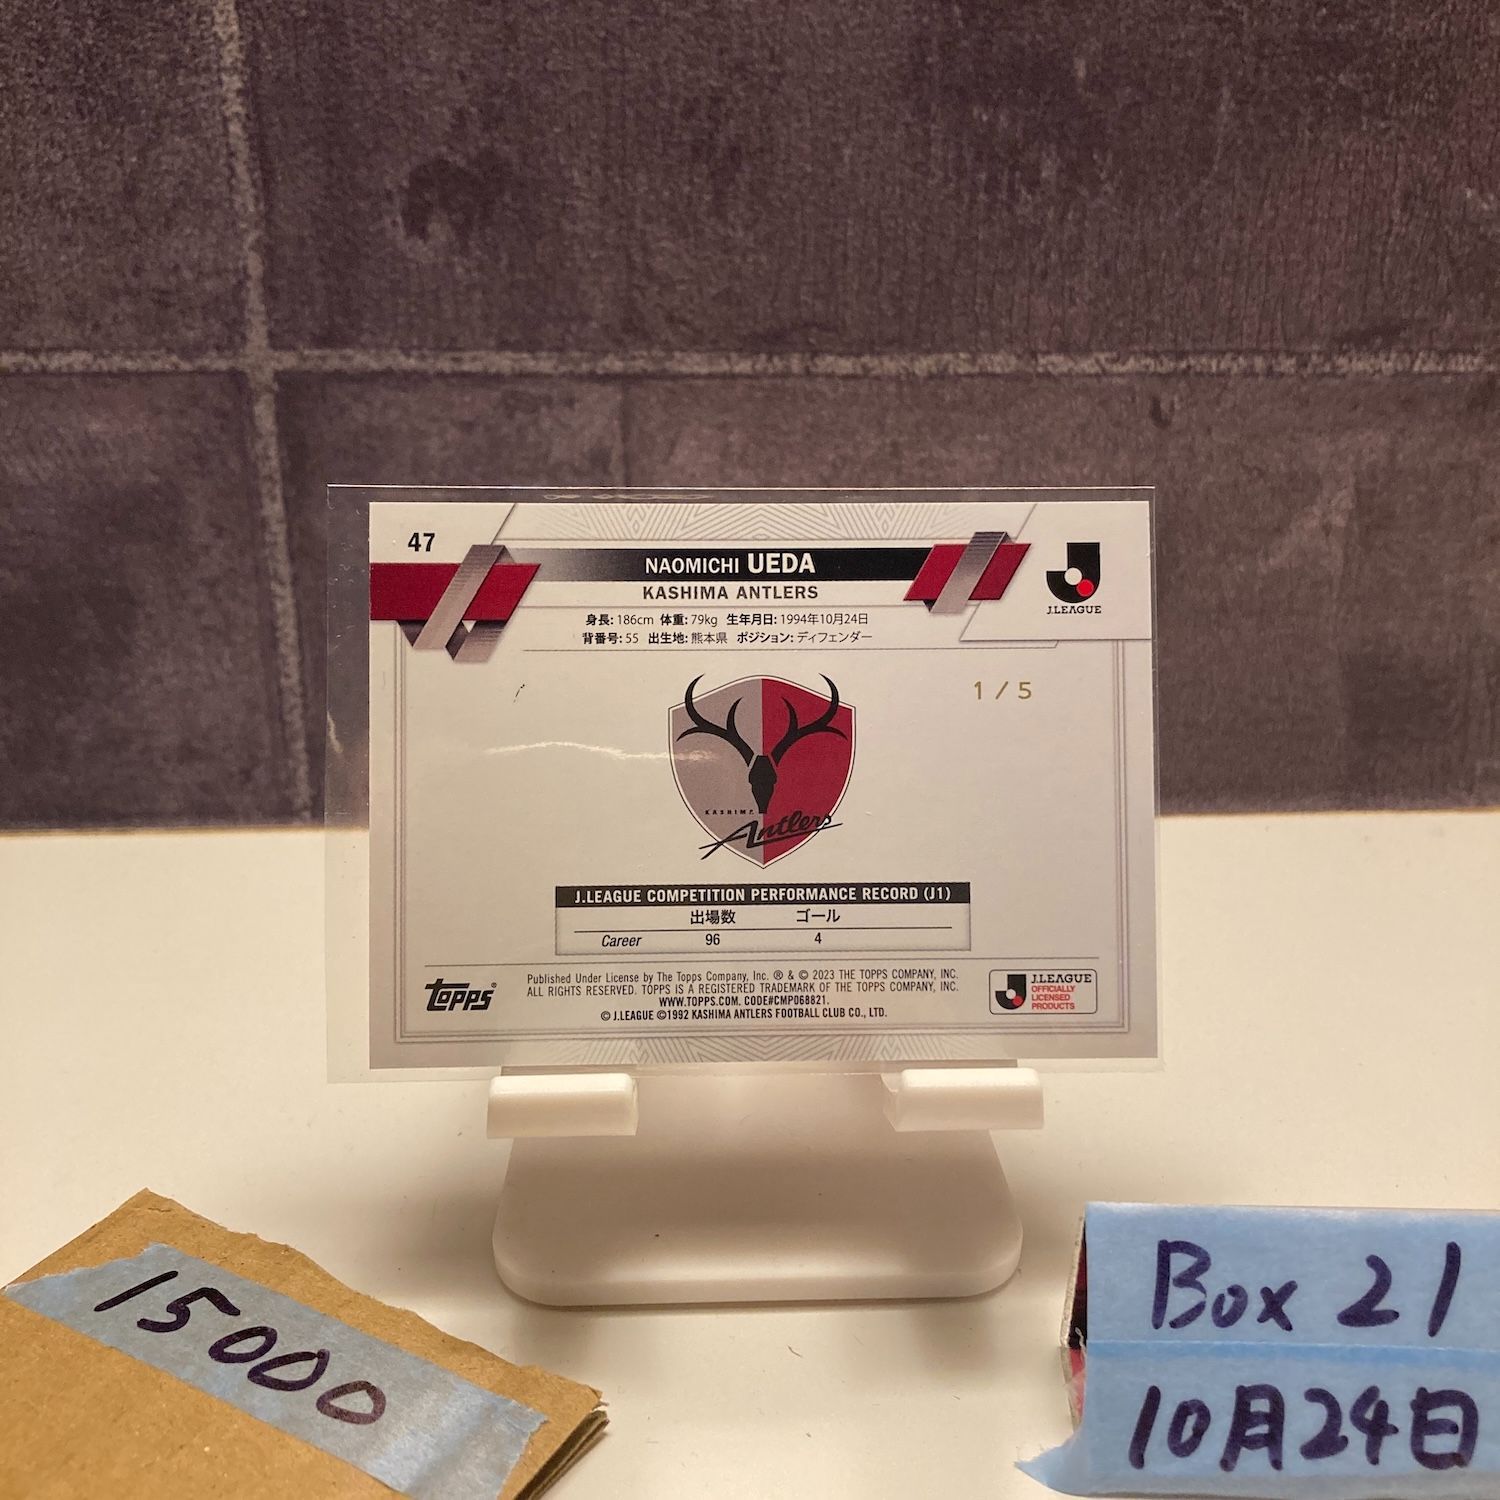 47
NAOMICHI UEDA
KASHIMA ANTLERS
J.LEAGUE
身長: 186cm 体重: 79kg 生年月日: 1994年10月24日
背番号: 55 出生地: 熊本県 ポジション: ディフェンダー
1 / 5
KASHIMA
Antlers
J.LEAGUE COMPETITION PERFORMANCE RECORD (J1)
出場数 ゴール
Career 96 4
Topps®
Published Under License by The Topps Company, Inc. ® & © 2023 THE TOPPS COMPANY, INC.
ALL RIGHTS RESERVED. TOPPS IS A REGISTERED TRADEMARK OF THE TOPPS COMPANY, INC.
WWW.TOPPS.COM. CODE#CMP068821.
© J.LEAGUE ©1992 KASHIMA ANTLERS FOOTBALL CLUB CO., LTD.
J.LEAGUE
OFFICIALLY
LICENSED
PRODUCTS
15000
Box 21
10月24日